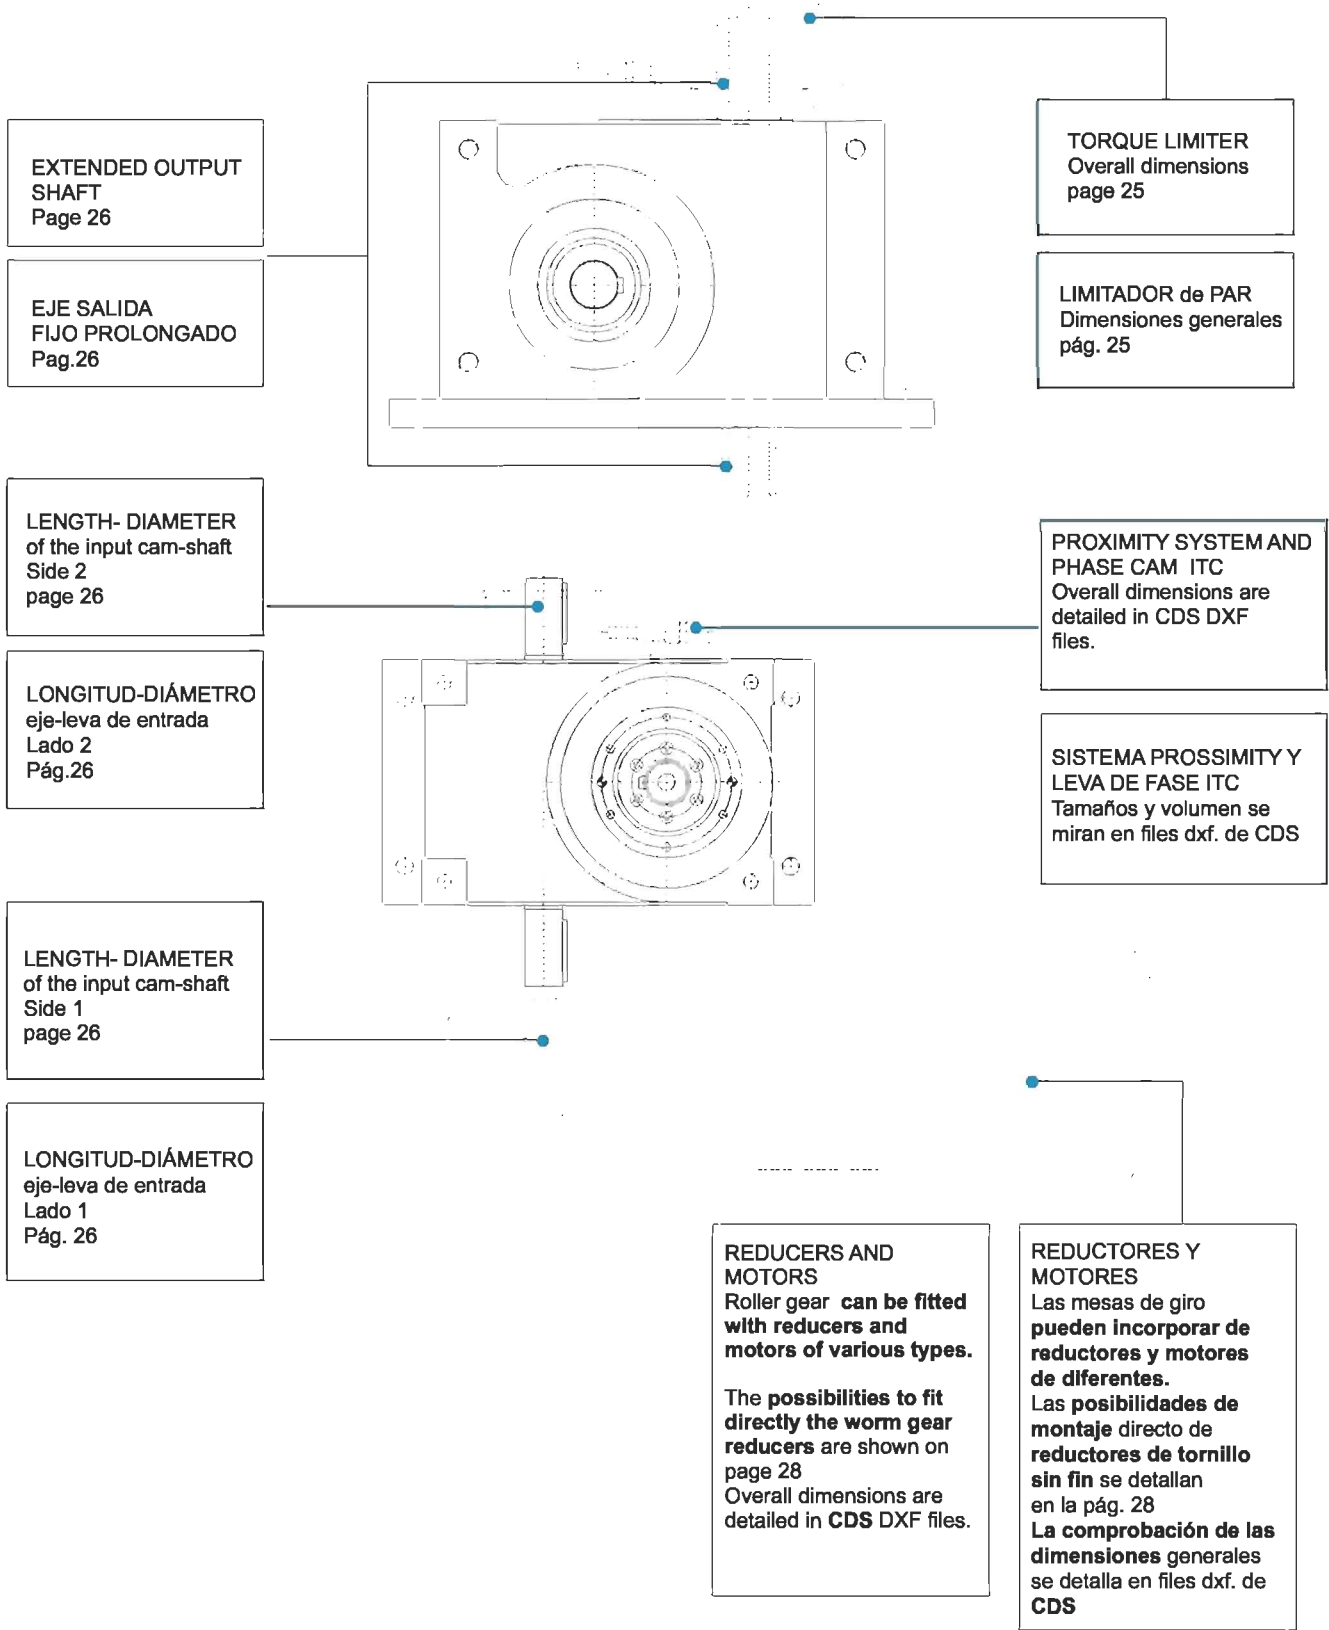 EXTENDED OUTPUT
SHAFT
Page 26
EJE SALIDA
FIJO PROLONGADO
Pag.26
TORQUE LIMITER
Overall dimensions
page 25
LIMITADOR de PAR
Dimensiones generales
pág. 25
LENGTH- DIAMETER
of the input cam-shaft
Side 2
page 26
LONGITUD-DIÁMETRO
eje-leva de entrada
Lado 2
Pág.26
PROXIMITY SYSTEM AND
PHASE CAM ITC
Overall dimensions are
detailed in CDS DXF
files.
SISTEMA PROSSIMITY Y
LEVA DE FASE ITC
Tamaños y volumen se
miran en files dxf. de CDS
LENGTH- DIAMETER
of the input cam-shaft
Side 1
page 26
LONGITUD-DIÁMETRO
eje-leva de entrada
Lado 1
Pág. 26
REDUCERS AND
MOTORS
Roller gear can be fitted
with reducers and
motors of various types.
The possibilities to fit
directly the worm gear
reducers are shown on
page 28
Overall dimensions are
detailed in CDS DXF files.
REDUCTORES Y
MOTORES
Las mesas de giro
pueden incorporar de
reductores y motores
de diferentes.
Las posibilidades de
montaje directo de
reductores de tornillo
sin fin se detallan
en la pág. 28
La comprobación de las
dimensiones generales
se detalla en files dxf. de
CDS